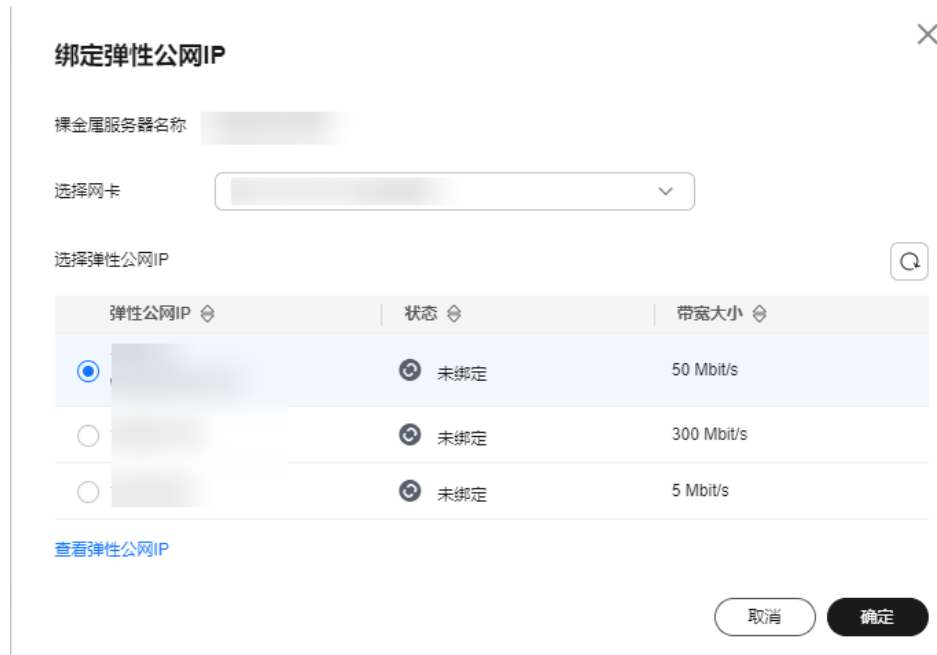 绑定弹性公网IP
裸金属服务器名称
选择网卡
选择弹性公网IP
弹性公网IP 状态 带宽大小
未绑定 50 Mbit/s
未绑定 300 Mbit/s
未绑定 5 Mbit/s
查看弹性公网IP
取消 确定